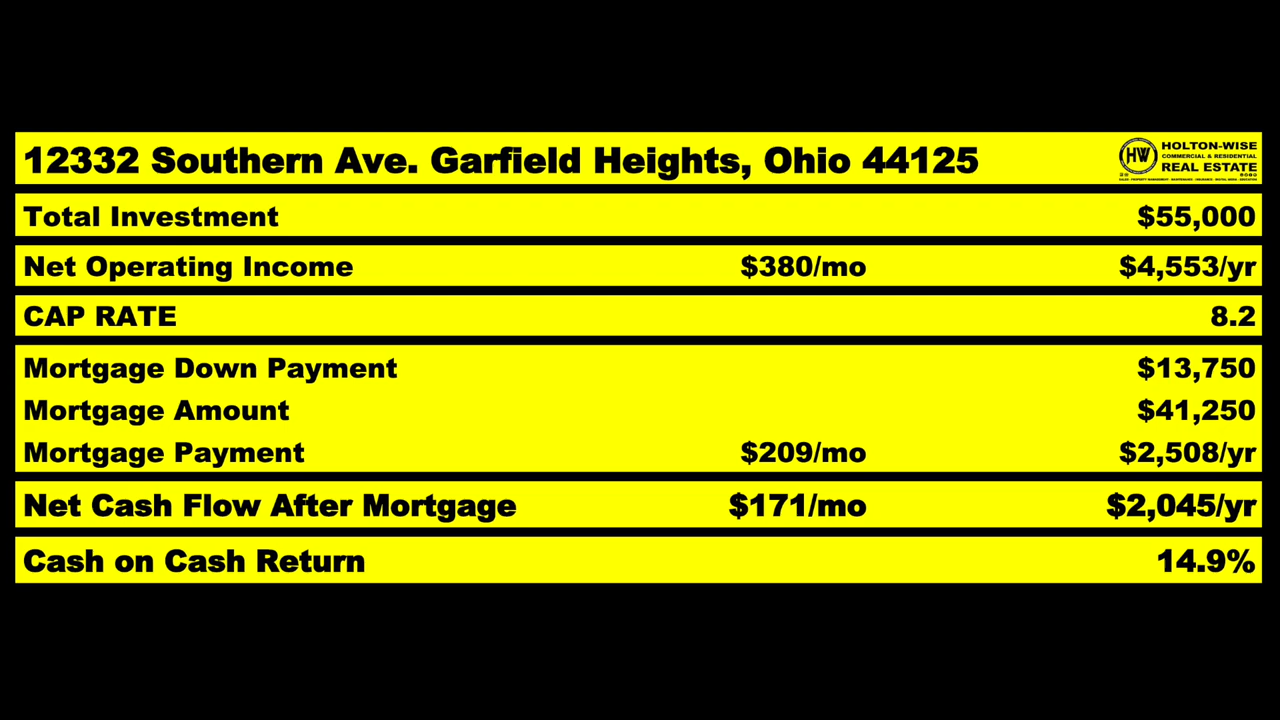 12332 Southern Ave. Garfield Heights, Ohio 44125
HW
HOLTON-WISE
COMMERCIAL & RESIDENTIAL
REAL ESTATE
Total Investment $55,000
Net Operating Income $380/mo $4,553/yr
CAP RATE 8.2
Mortgage Down Payment $13,750
Mortgage Amount $41,250
Mortgage Payment $209/mo $2,508/yr
Net Cash Flow After Mortgage $171/mo $2,045/yr
Cash on Cash Return 14.9%